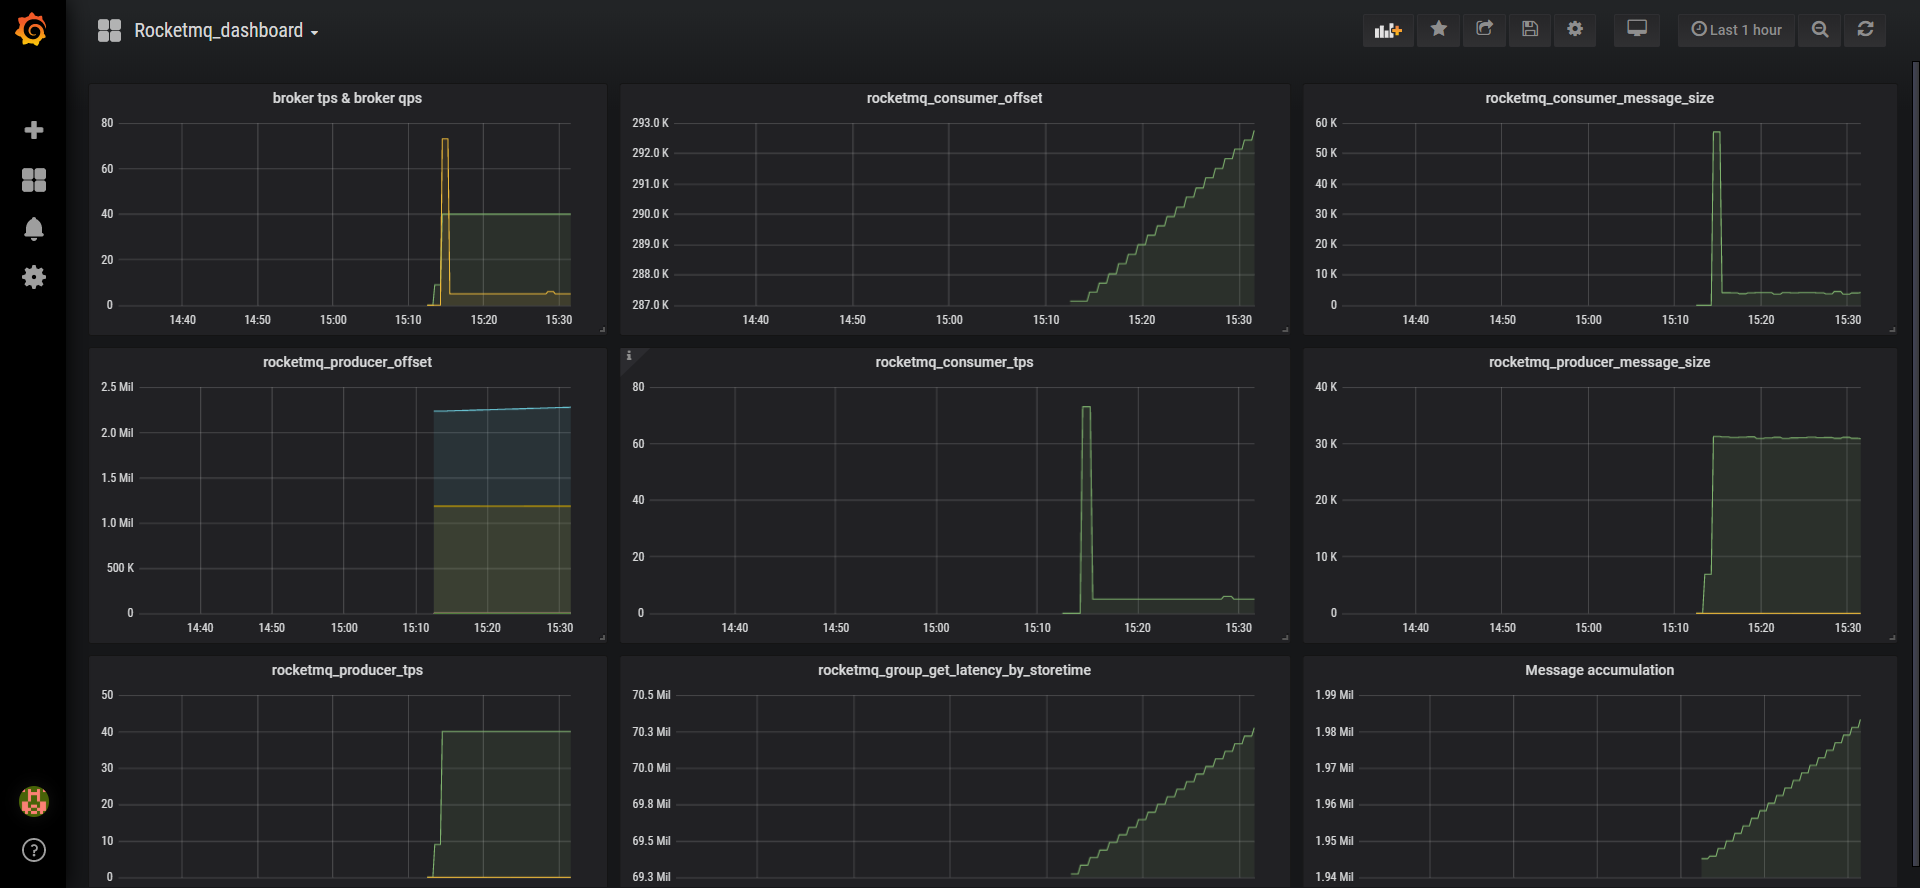 Rocketmq_dashboard
Last 1 hour
broker tps & broker qps
80
60
40
20
0
14:40 14:50 15:00 15:10 15:20 15:30
rocketmq_consumer_offset
293.0 K
292.0 K
291.0 K
290.0 K
289.0 K
288.0 K
287.0 K
14:40 14:50 15:00 15:10 15:20 15:30
rocketmq_consumer_message_size
60 K
50 K
40 K
30 K
20 K
10 K
0
14:40 14:50 15:00 15:10 15:20 15:30
rocketmq_producer_offset
2.5 Mil
2.0 Mil
1.5 Mil
1.0 Mil
500 K
0
14:40 14:50 15:00 15:10 15:20 15:30
i
rocketmq_consumer_tps
80
60
40
20
0
14:40 14:50 15:00 15:10 15:20 15:30
rocketmq_producer_message_size
40 K
30 K
20 K
10 K
0
14:40 14:50 15:00 15:10 15:20 15:30
rocketmq_producer_tps
50
40
30
20
10
0
rocketmq_group_get_latency_by_storetime
70.5 Mil
70.3 Mil
70.0 Mil
69.8 Mil
69.5 Mil
69.3 Mil
Message accumulation
1.99 Mil
1.98 Mil
1.97 Mil
1.96 Mil
1.95 Mil
1.94 Mil
?